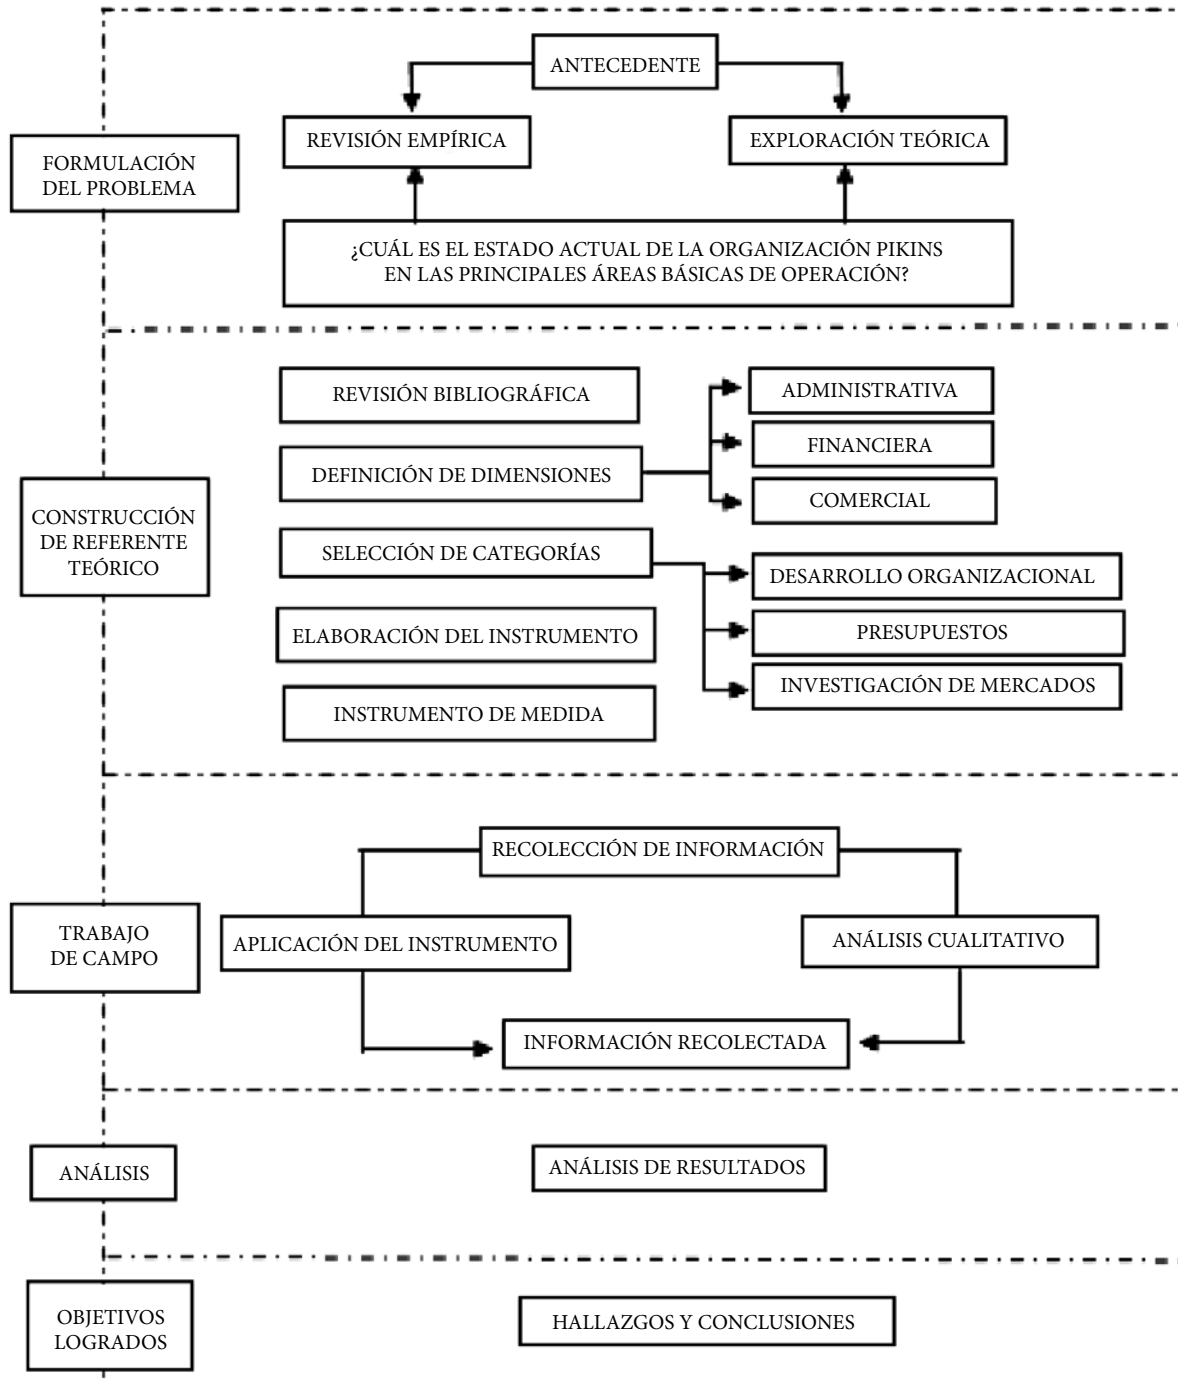 ANTECEDENTE
REVISIÓN EMPÍRICA
EXPLORACIÓN TEÓRICA
FORMULACIÓN
DEL PROBLEMA
¿CUÁL ES EL ESTADO ACTUAL DE LA ORGANIZACIÓN PIKINS
EN LAS PRINCIPALES ÁREAS BÁSICAS DE OPERACIÓN?
CONSTRUCCIÓN
DE REFERENTE
TEÓRICO
REVISIÓN BIBLIOGRÁFICA
DEFINICIÓN DE DIMENSIONES
ADMINISTRATIVA
FINANCIERA
COMERCIAL
SELECCIÓN DE CATEGORÍAS
DESARROLLO ORGANIZACIONAL
PRESUPUESTOS
INVESTIGACIÓN DE MERCADOS
ELABORACIÓN DEL INSTRUMENTO
INSTRUMENTO DE MEDIDA
TRABAJO
DE CAMPO
RECOLECCIÓN DE INFORMACIÓN
APLICACIÓN DEL INSTRUMENTO
ANÁLISIS CUALITATIVO
INFORMACIÓN RECOLECTADA
ANÁLISIS
ANÁLISIS DE RESULTADOS
OBJETIVOS
LOGRADOS
HALLAZGOS Y CONCLUSIONES